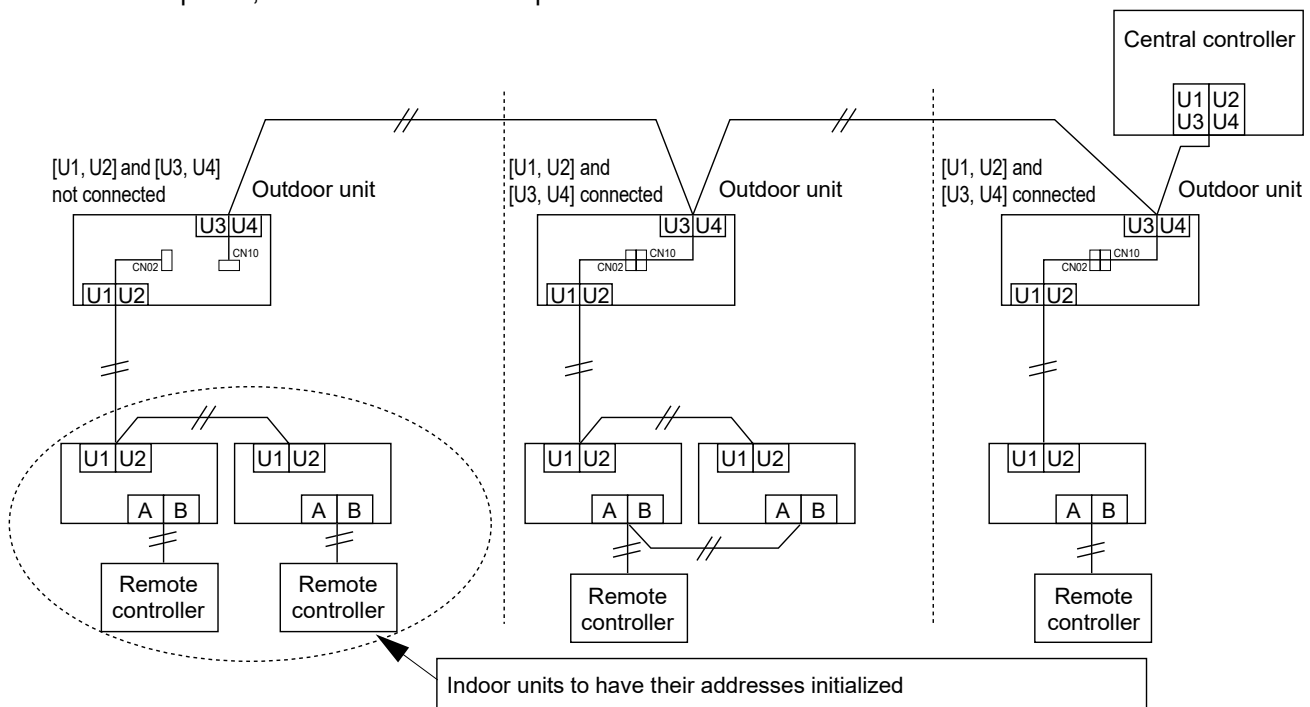 Central controller
U1 U2
U3 U4
[U1, U2] and [U3, U4]
not connected
Outdoor unit
[U1, U2] and
[U3, U4] connected
Outdoor unit
[U1, U2] and
[U3, U4] connected
Outdoor unit
U3 U4
U3 U4
U3 U4
CN02
CN10
CN02
CN10
CN02
CN10
U1 U2
U1 U2
U1 U2
U1 U2
U1 U2
U1 U2
U1 U2
U1 U2
A B
A B
A B
A B
A B
Remote
controller
Remote
controller
Remote
controller
Remote
controller
Indoor units to have their addresses initialized